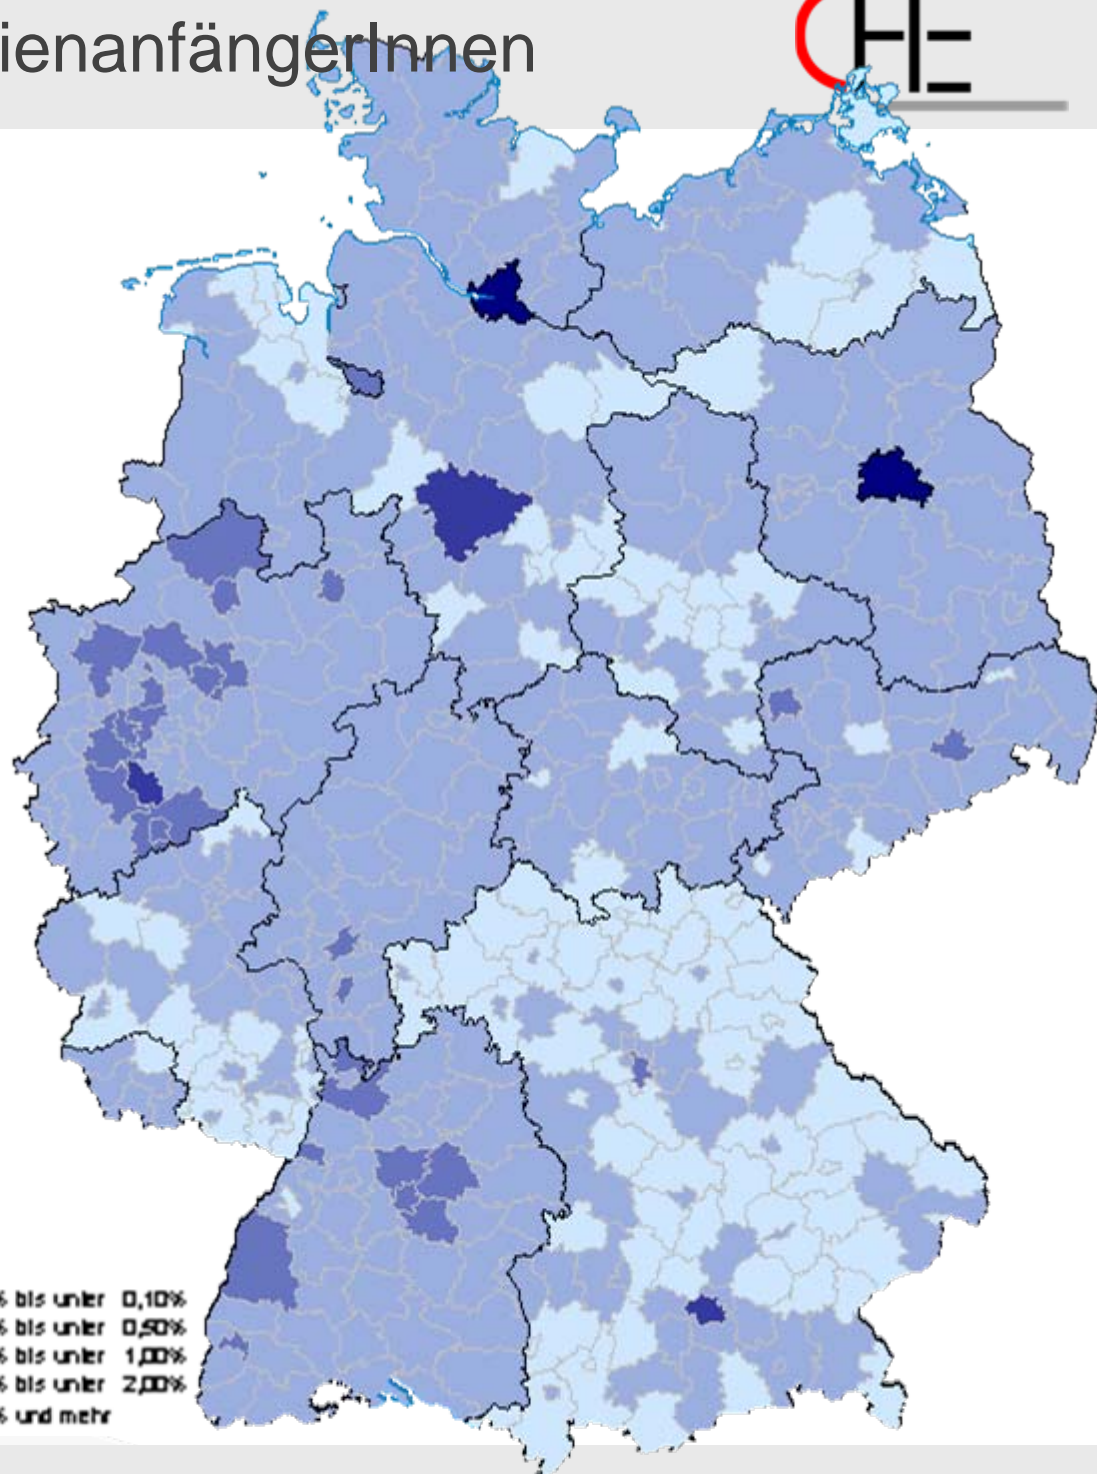 ienanfängerInnen
CHE
% bis unter 0,10%
% bis unter 0,50%
% bis unter 1,00%
% bis unter 2,00%
% und mehr